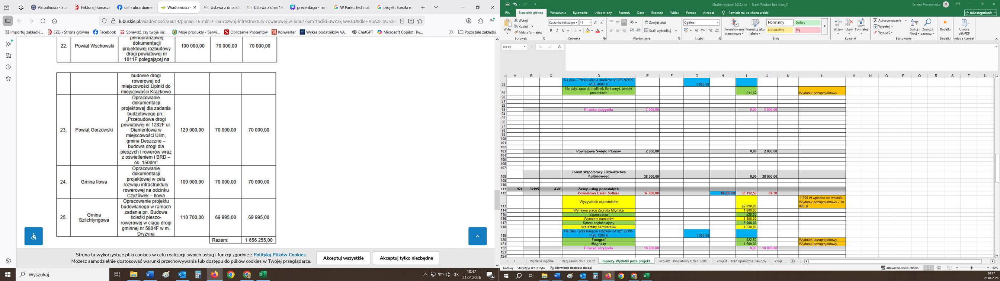 Aktualności - Sto
Faktura_tłumacze
ulim ulica diamer
Wiadomości -
Ustawa z dnia 25
Ustawa z dnia 14
prezentacja - na
W Parku Technol
projekt ścieżki ro
lubuskie.pl/wiadomosci/26014/ponad-16-mln-zl-na-rozwoj-infrastruktury-rowerowej-w-lubuskiem?fbclid=
Importuj zakładki...
EZD - Strona główna
Facebook
Sprawdź, czy twoja ins...
Moje produkty - Serwi...
Obliczanie Procentów
Konwerter
Wykaz podatników VA...
ChatGPT
Microsoft Copilot: Tw...
Pozostałe zakładki
22.
Powiat Wschowski
pełnobranżowej
dokumentacji
projektowej rozbudowy
drogi powiatowej nr
1011F polegającej na
100 000,00
70 000,00
70 000,00
budowie drogi
rowerowej od
miejscowości Lipinki do
miejscowości Krążkowo
23.
Powiat Gorzowski
Opracowanie
dokumentacji
projektowej dla zadania
budżetowego pn.:
„Przebudowa drogi
powiatowej nr 1282F ul.
Diamentowa w
miejscowości Ulim,
gmina Deszczno –
budowa drogi dla
pieszych i rowerów wraz
z oświetleniem i BRD –
ok. 1500m”
120 000,00
70 000,00
70 000,00
24.
Gmina Iłowa
Opracowanie
dokumentacji
projektowej w celu
rozwoju infrastruktury
rowerowej na odcinku
Czyżówek – Iłowa
100 000,00
70 000,00
70 000,00
25.
Gmina
Szlichtyngowa
Opracowanie projektu
budowlanego w ramach
zadania pn. Budowa
ścieżki pieszo-
rowerowej w ciągu drogi
gminnej nr 5804F w m.
Dryżyna
110 700,00
69 995,00
69 995,00
Razem:
1 656 255,00
Strona ta wykorzystuje pliki cookies w celu realizacji swoich usług i funkcji zgodnie z Polityką Plików Cookies.
Możesz samodzielnie dostosować warunki przechowywania lub dostępu do plików cookies w Twojej przeglądarce.
Akceptuj wszystkie
Akceptuj tylko niezbędne
Wyszukaj
10:47
21.04.2026
14
!!Budżet wydatki 2026.xlsx - Excel (Produkt bez licencji)
Sandra Romanowska
SR
Plik
Narzędzia główne
Wstawianie
Rysowanie
Układ strony
Formuły
Dane
Recenzja
Widok
Pomoc
Acrobat
Powiedz mi, co chcesz zrobić
Udostępnianie
Wklej
Wytnij
Kopiuj
Malarz formatów
Schowek
Czcionka tekstu po
11
B I U
Czcionka
Zawijaj tekst
Scal i wyśrodkuj
Wyrównanie
Ogólne
% 000
Liczba
Formatowanie
warunkowe
Formatuj jako
tabelę
Normalny
Dobry
Neutralny
Zły
Style
Wstaw
Usuń
Formatuj
Komórki
Autosumowanie
Wypełnij
Wyczyść
Sortuj i
filtruj
Znajdź i
zaznacz
Edytowanie
Dodatki
Dodatki
Utwórz
plik PDF
Adobe Acrobat
N119
fx
A B C D E F G H I J K L M N O P Q R S T U
88
Na plus - Przesunięcie środków od 921 92195
4190 4800 zł
4 800,00
89
Herbaty, race do maffinek (fontanny), torebki
prezentowe
211,62
Wydatek pozaprojektowy
90
91
92
93 Piracka przygoda 3 000,00 0,00 3 000,00
94
95
96
97
98
99
100
101
102
103 Powiatowe Święto Plonów 2 000,00 0,00 2 000,00
104
105
106
107
108
Forum Współpracy i Dziedzictwa
Kulturowego
38 000,00 0,00 38 000,00
109
110
111 921 92195 4300 Zakup usług pozostałych
112 Powiatowy Dzień Sołtysa 37 000,00 38 200,00 38 112,50 87,50
113 Wyżywienie uczestników 22 990,00
11900 zł wpisane we wniosku
Wydatek pozaprojektowy - 10
090 zł
114 Wynajem placu Zagroda Młyńska 1 800,00
115 Zaproszenia 520,00
116 Wynajem namiotów 6 150,00
117 Sprzęt nagłaśniający 3 000,00
118 Warsztaty serowarskie 1 230,00
119
Na plus - przesunięcie środków od 921 92195
4190 1200 zł
1 200,00
120 Fotograf 922,50 Wydatek pozaprojektowy
121 Magnesy 1 500,00 Wydatek pozaprojektowy
122 Piracka przygoda 18 000,00 0,00 18 000,00
123
124
Wydatki ogólne
Regulamin do 1000 zł
Imprezy-Wydatki poza projekt.
Projekt - Powiatowy Dzień Sołty
Projekt - Transgraniczne Zawody
Proje ...
Gotowy
Statystyki skoroszytu
Ułatwienia dostępu: zbadaj
Ustawienia wyświetlania
90%
10:47
21.04.2026